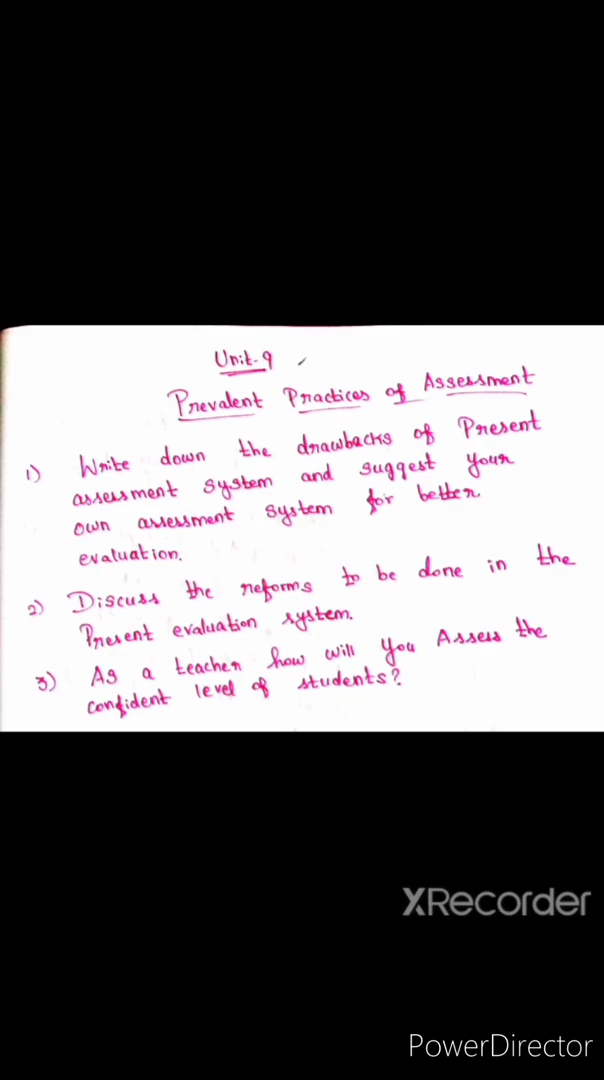 Unit-9
Prevalent Practices of Assessment
1) Write down the drawbacks of Present
assessment system and suggest your
own assessment system for better
evaluation.
2) Discuss the reforms to be done in the
Present evaluation system.
3) As a teacher how will you Assess the
confident level of students?
XRecorder
PowerDirector